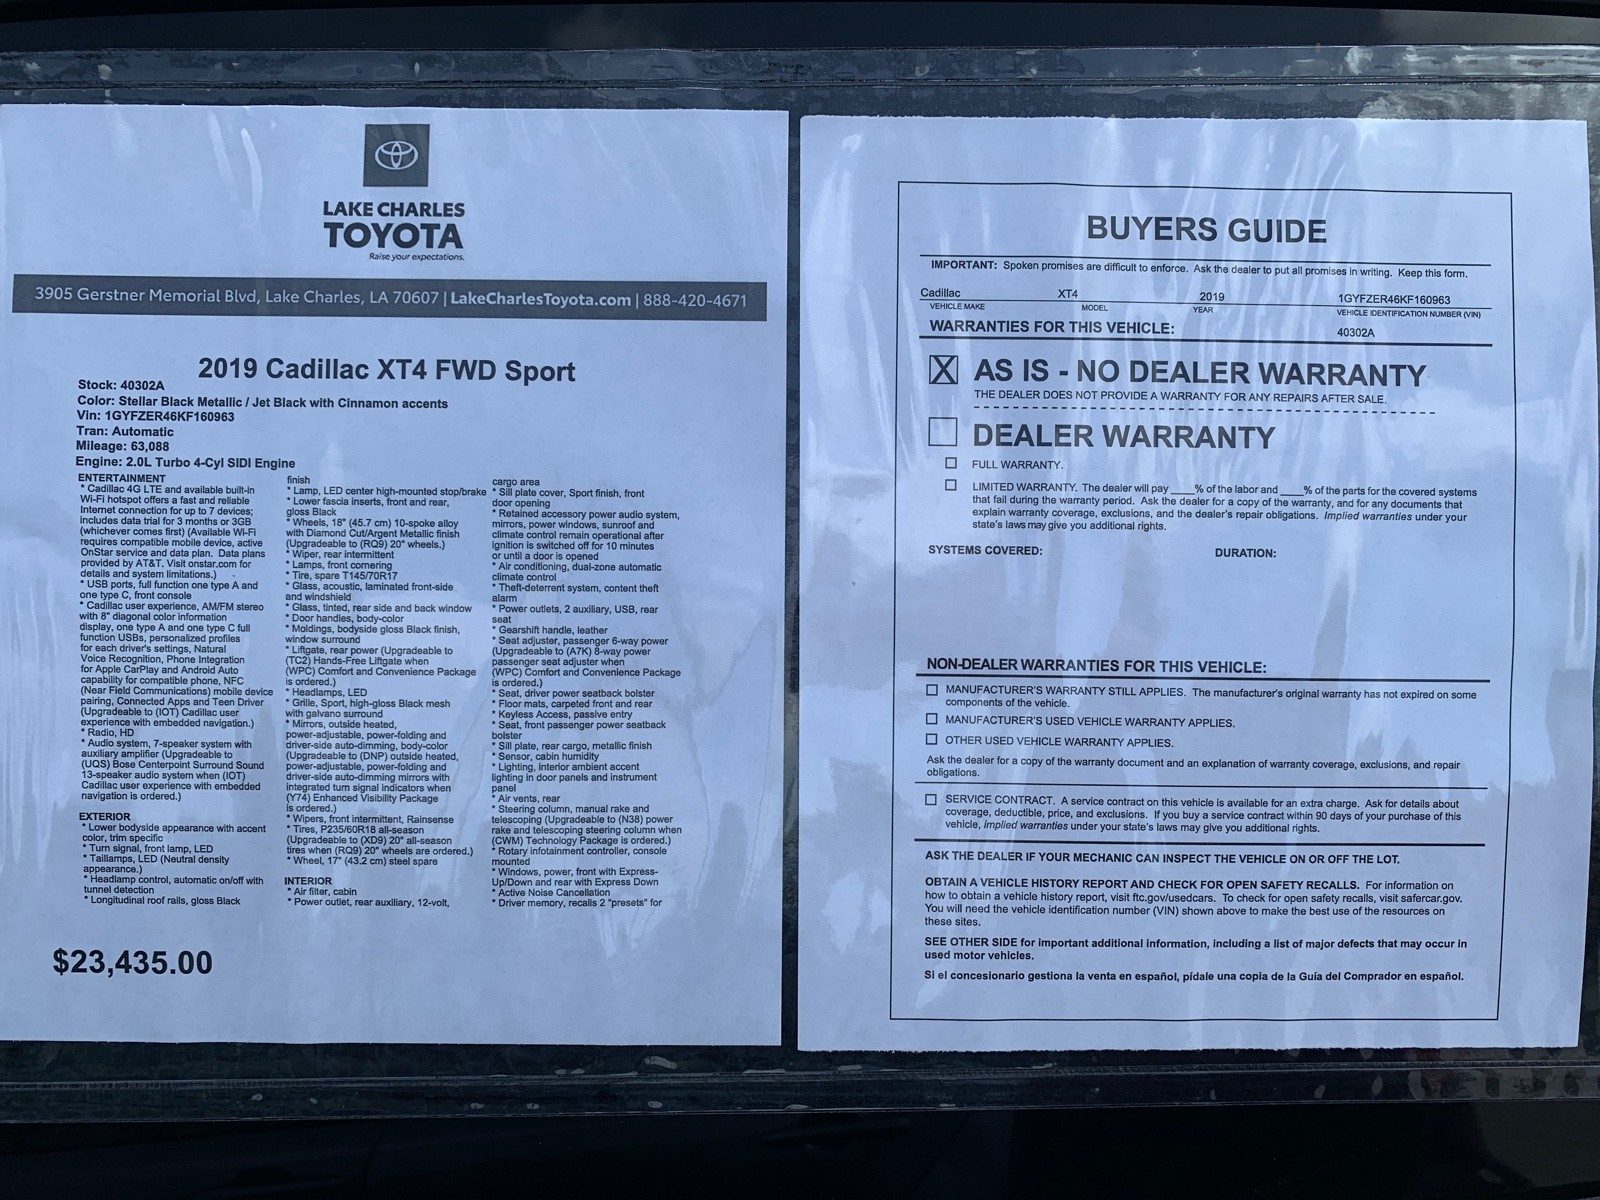 LAKE CHARLES
TOYOTA
Raise your expectations.
3905 Gerstner Memorial Blvd, Lake Charles, LA 70607 | LakeCharlesToyota.com | 888-420-4671
2019 Cadillac XT4 FWD Sport
Stock: 40302A
Color: Stellar Black Metallic / Jet Black with Cinnamon accents
Vin: 1GYFZER46KF160963
Tran: Automatic
Mileage: 63,088
Engine: 2.0L Turbo 4-Cyl SIDI Engine
ENTERTAINMENT
* Cadillac 4G LTE and available built-in
Wi-Fi hotspot offers a fast and reliable
Internet connection for up to 7 devices;
includes data trial for 3 months or 3GB
(whichever comes first) (Available Wi-Fi
requires compatible mobile device, active
OnStar service and data plan. Data plans
provided by AT&T. Visit onstar.com for
details and system limitations.)
* USB ports, full function one type A and
one type C, front console
* Cadillac user experience, AM/FM stereo
with 8" diagonal color information
display, one type A and one type C full
function USBs, personalized profiles
for each driver's settings, Natural
Voice Recognition, Phone Integration
for Apple CarPlay and Android Auto
capability for compatible phone, NFC
(Near Field Communications) mobile device
pairing, Connected Apps and Teen Driver
(Upgradeable to (IOT) Cadillac user
experience with embedded navigation.)
* Radio, HD
* Audio system, 7-speaker system with
auxiliary amplifier (Upgradeable to
(UQS) Bose Centerpoint Surround Sound
13-speaker audio system when (IOT)
Cadillac user experience with embedded
navigation is ordered.)
EXTERIOR
* Lower bodyside appearance with accent
color, trim specific
* Turn signal, front lamp, LED
* Taillamps, LED (Neutral density
appearance.)
* Headlamp control, automatic on/off with
tunnel detection
* Longitudinal roof rails, gloss Black
finish
* Lamp, LED center high-mounted stop/brake
* Lower fascia inserts, front and rear,
gloss Black
* Wheels, 18" (45.7 cm) 10-spoke alloy
with Diamond Cut/Argent Metallic finish
(Upgradeable to (RQ9) 20" wheels.)
* Wiper, rear intermittent
* Lamps, front cornering
* Tire, spare T145/70R17
* Glass, acoustic, laminated front-side
and windshield
* Glass, tinted, rear side and back window
* Door handles, body-color
* Moldings, bodyside gloss Black finish,
window surround
* Liftgate, rear power (Upgradeable to
(TC2) Hands-Free Liftgate when
(WPC) Comfort and Convenience Package
is ordered.)
* Headlamps, LED
* Grille, Sport, high-gloss Black mesh
with galvano surround
* Mirrors, outside heated,
power-adjustable, power-folding and
driver-side auto-dimming, body-color
(Upgradeable to (DNP) outside heated,
power-adjustable, power-folding and
driver-side auto-dimming mirrors with
integrated turn signal indicators when
(Y74) Enhanced Visibility Package
is ordered.)
* Wipers, front intermittent, Rainsense
* Tires, P235/60R18 all-season
(Upgradeable to (XD9) 20" all-season
tires when (RQ9) 20" wheels are ordered.)
* Wheel, 17" (43.2 cm) steel spare
INTERIOR
* Air filter, cabin
* Power outlet, rear auxiliary, 12-volt,
cargo area
* Sill plate cover, Sport finish, front
door opening
* Retained accessory power audio system,
mirrors, power windows, sunroof and
climate control remain operational after
ignition is switched off for 10 minutes
or until a door is opened
* Air conditioning, dual-zone automatic
climate control
* Theft-deterrent system, content theft
alarm
* Power outlets, 2 auxiliary, USB, rear
seat
* Gearshift handle, leather
* Seat adjuster, passenger 6-way power
(Upgradeable to (A7K) 8-way power
passenger seat adjuster when
(WPC) Comfort and Convenience Package
is ordered.)
* Seat, driver power seatback bolster
* Floor mats, carpeted front and rear
* Keyless Access, passive entry
* Seat, front passenger power seatback
bolster
* Sill plate, rear cargo, metallic finish
* Sensor, cabin humidity
* Lighting, interior ambient accent
lighting in door panels and instrument
panel
* Air vents, rear
* Steering column, manual rake and
telescoping (Upgradeable to (N38) power
rake and telescoping steering column when
(CWM) Technology Package is ordered.)
* Rotary infotainment controller, console
mounted
* Windows, power, front with Express-
Up/Down and rear with Express Down
* Active Noise Cancellation
* Driver memory, recalls 2 "presets" for
$23,435.00
BUYERS GUIDE
IMPORTANT: Spoken promises are difficult to enforce. Ask the dealer to put all promises in writing. Keep this form.
Cadillac XT4 2019 1GYFZER46KF160963
VEHICLE MAKE MODEL YEAR VEHICLE IDENTIFICATION NUMBER (VIN)
WARRANTIES FOR THIS VEHICLE: 40302A
X AS IS - NO DEALER WARRANTY
THE DEALER DOES NOT PROVIDE A WARRANTY FOR ANY REPAIRS AFTER SALE.
DEALER WARRANTY
FULL WARRANTY.
LIMITED WARRANTY. The dealer will pay ____% of the labor and ____% of the parts for the covered systems
that fail during the warranty period. Ask the dealer for a copy of the warranty, and for any documents that
explain warranty coverage, exclusions, and the dealer's repair obligations. Implied warranties under your
state's laws may give you additional rights.
SYSTEMS COVERED: DURATION:
NON-DEALER WARRANTIES FOR THIS VEHICLE:
MANUFACTURER'S WARRANTY STILL APPLIES. The manufacturer's original warranty has not expired on some
components of the vehicle.
MANUFACTURER'S USED VEHICLE WARRANTY APPLIES.
OTHER USED VEHICLE WARRANTY APPLIES.
Ask the dealer for a copy of the warranty document and an explanation of warranty coverage, exclusions, and repair
obligations.
SERVICE CONTRACT. A service contract on this vehicle is available for an extra charge. Ask for details about
coverage, deductible, price, and exclusions. If you buy a service contract within 90 days of your purchase of this
vehicle, implied warranties under your state's laws may give you additional rights.
ASK THE DEALER IF YOUR MECHANIC CAN INSPECT THE VEHICLE ON OR OFF THE LOT.
OBTAIN A VEHICLE HISTORY REPORT AND CHECK FOR OPEN SAFETY RECALLS. For information on
how to obtain a vehicle history report, visit ftc.gov/usedcars. To check for open safety recalls, visit safercar.gov.
You will need the vehicle identification number (VIN) shown above to make the best use of the resources on
these sites.
SEE OTHER SIDE for important additional information, including a list of major defects that may occur in
used motor vehicles.
Si el concesionario gestiona la venta en español, pídale una copia de la Guía del Comprador en español.